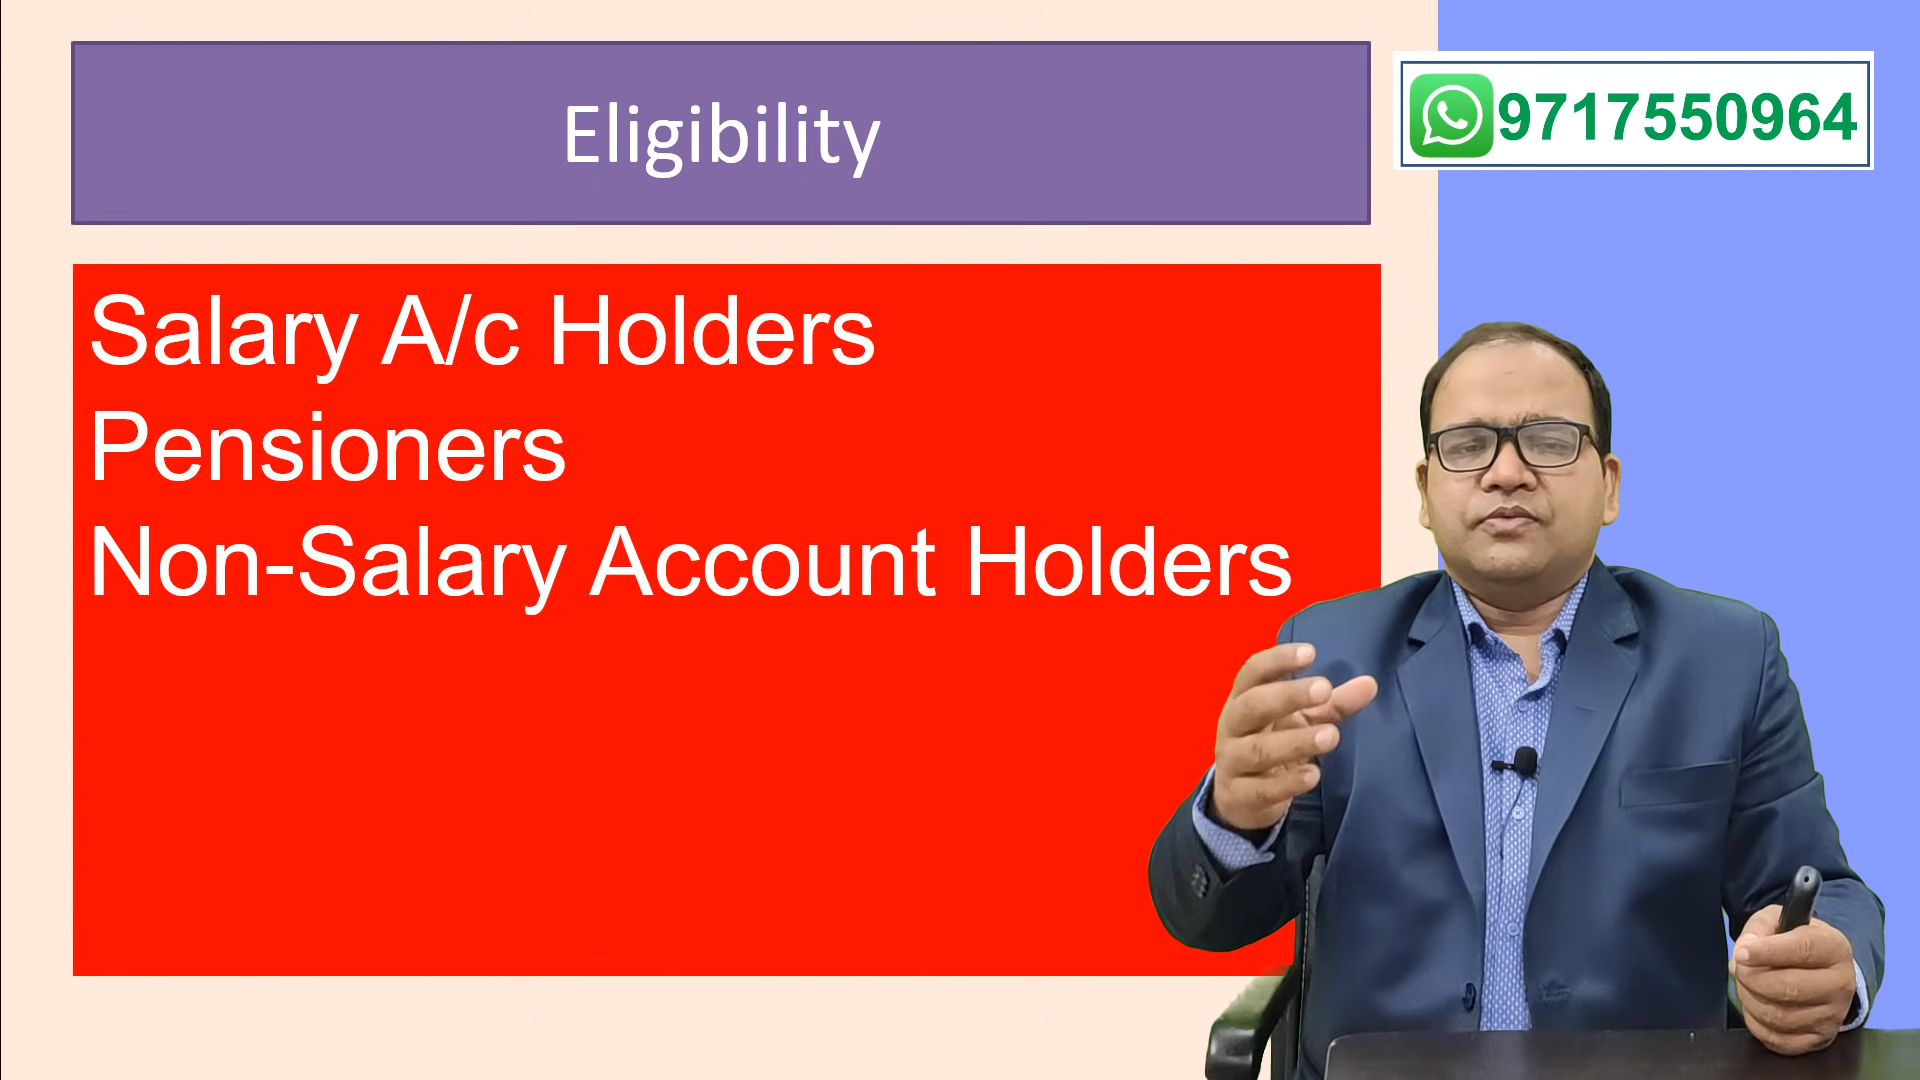 Eligibility
9717550964
Salary A/c Holders
Pensioners
Non-Salary Account Holders